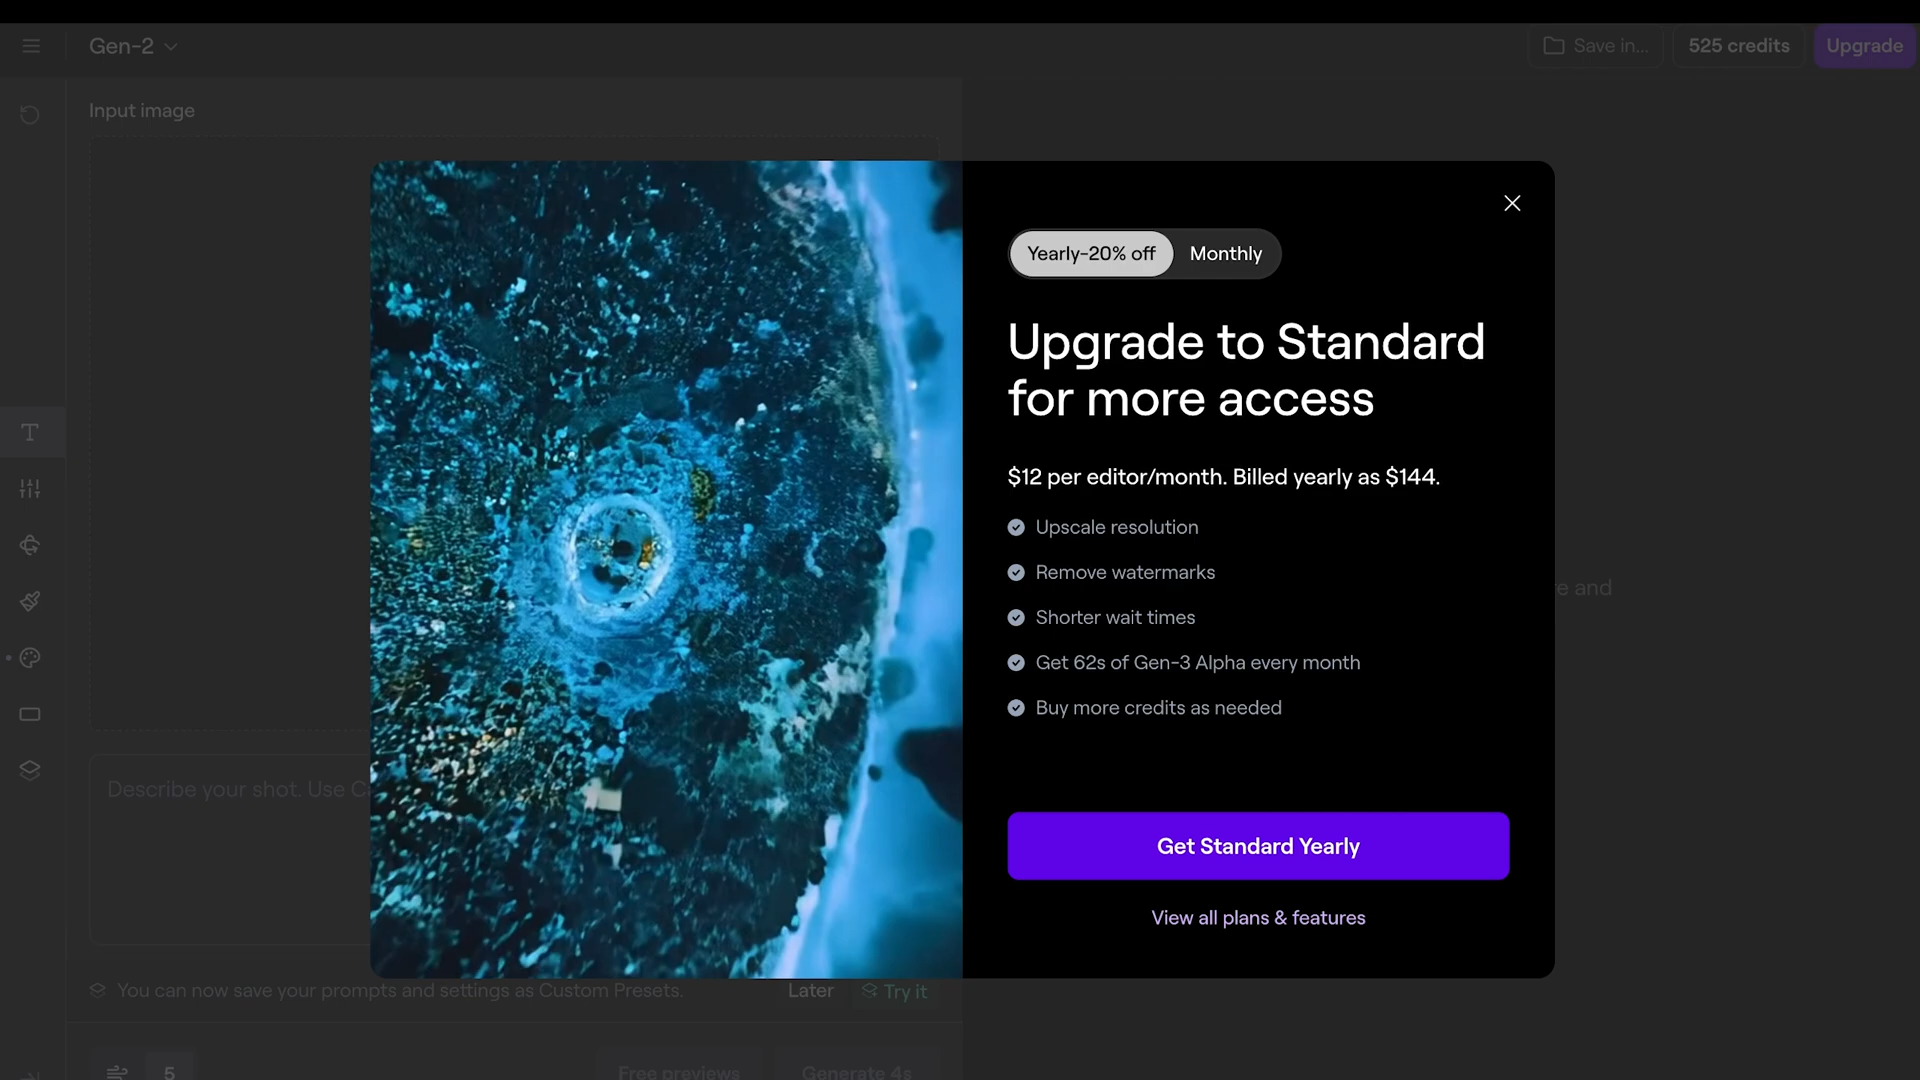 Gen-2
Save in...
525 credits
Upgrade
Input image
Yearly-20% off
Monthly
Upgrade to Standard
for more access
$12 per editor/month. Billed yearly as $144.
Upscale resolution
Remove watermarks
Shorter wait times
Get 62s of Gen-3 Alpha every month
Buy more credits as needed
Get Standard Yearly
View all plans & features
and
Describe your shot. Use
You can now save your prompts and settings as Custom Presets.
Later
Try it
5
Free previews
Generate 4s